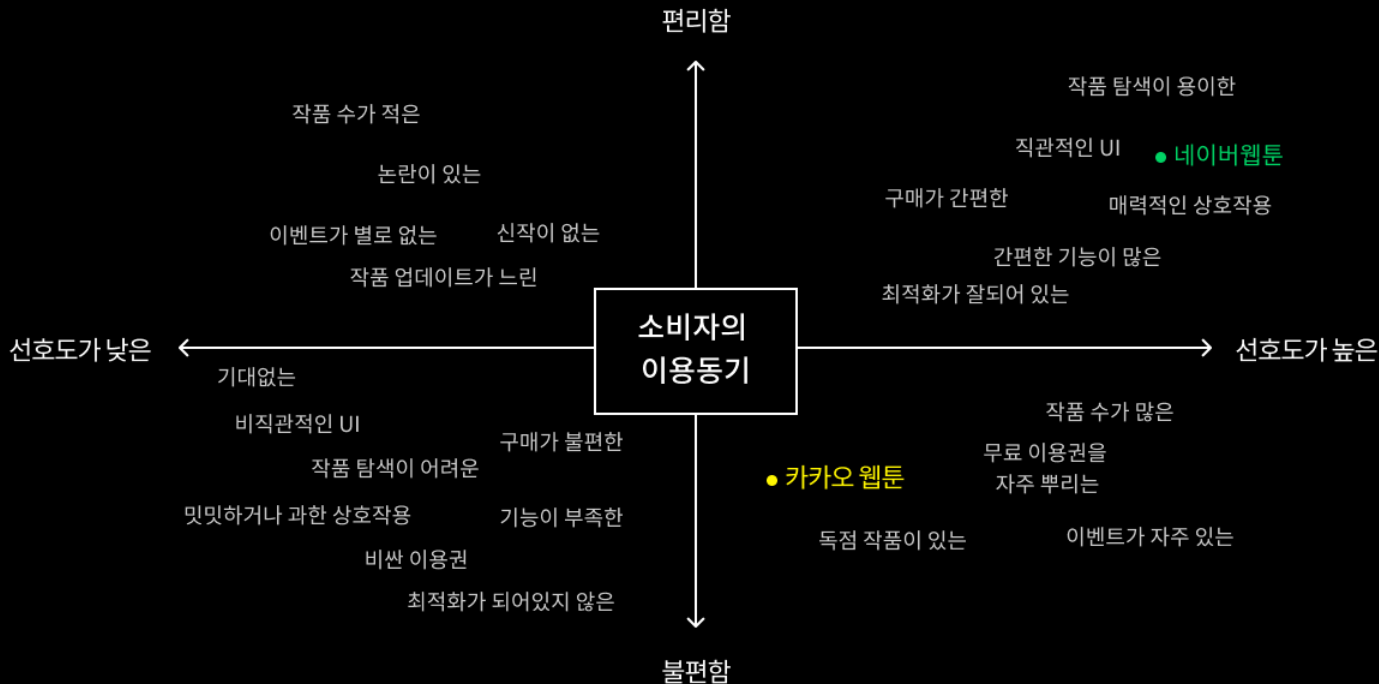 편리함
작품 탐색이 용이한
작품 수가 적은
직관적인 UI
네이버웹툰
논란이 있는
구매가 간편한
매력적인 상호작용
이벤트가 별로 없는
신작이 없는
간편한 기능이 많은
작품 업데이트가 느린
최적화가 잘되어 있는
소비자의
이용동기
선호도가 낮은
선호도가 높은
기대없는
작품 수가 많은
비직관적인 UI
구매가 불편한
무료 이용권을
자주 뿌리는
작품 탐색이 어려운
카카오 웹툰
밋밋하거나 과한 상호작용
기능이 부족한
독점 작품이 있는
이벤트가 자주 있는
비싼 이용권
최적화가 되어있지 않은
불편함